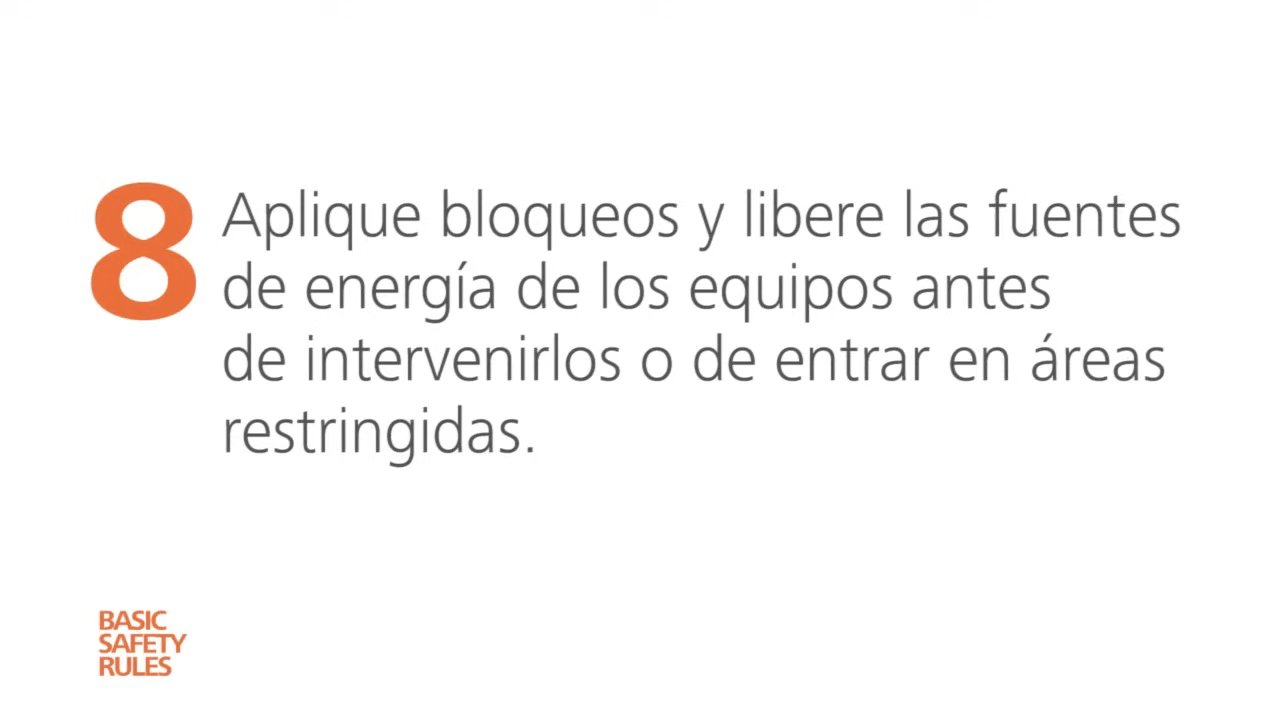 8
Aplique bloqueos y libere las fuentes
de energía de los equipos antes
de intervenirlos o de entrar en áreas
restringidas.
BASIC
SAFETY
RULES